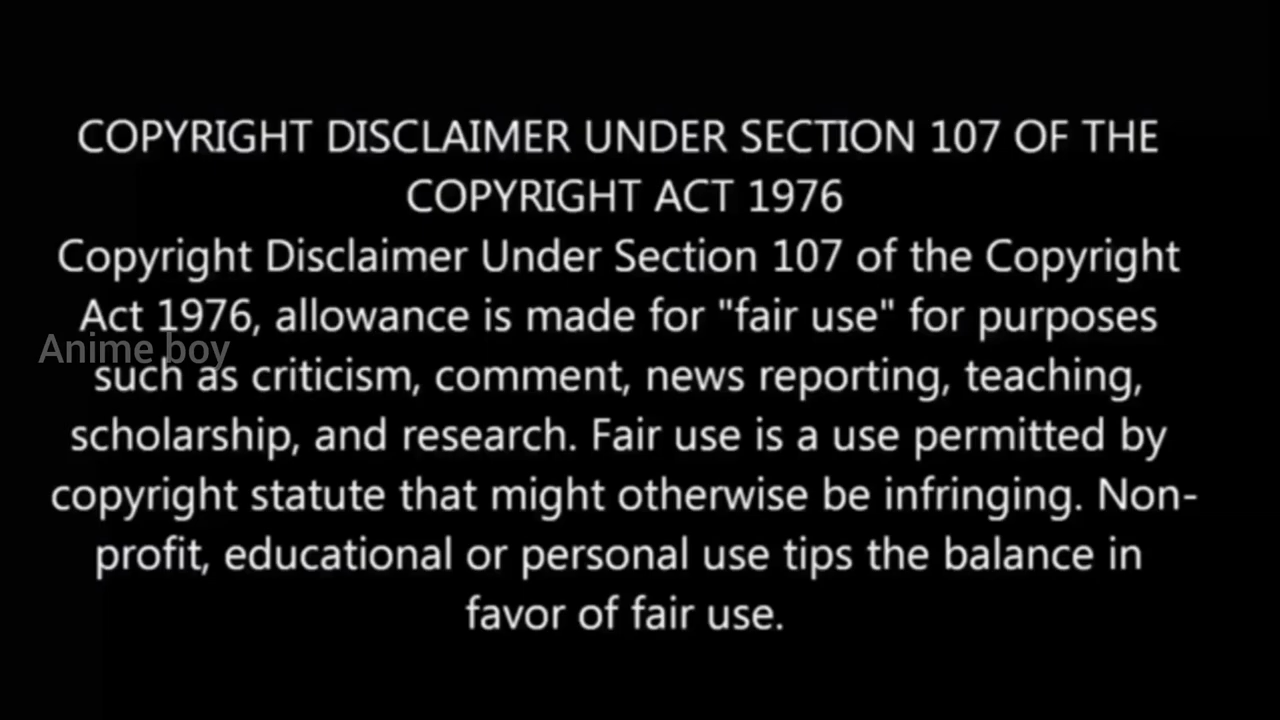 COPYRIGHT DISCLAIMER UNDER SECTION 107 OF THE
COPYRIGHT ACT 1976
Copyright Disclaimer Under Section 107 of the Copyright
Act 1976, allowance is made for "fair use" for purposes
Anime boy
such as criticism, comment, news reporting, teaching,
scholarship, and research. Fair use is a use permitted by
copyright statute that might otherwise be infringing. Non-
profit, educational or personal use tips the balance in
favor of fair use.